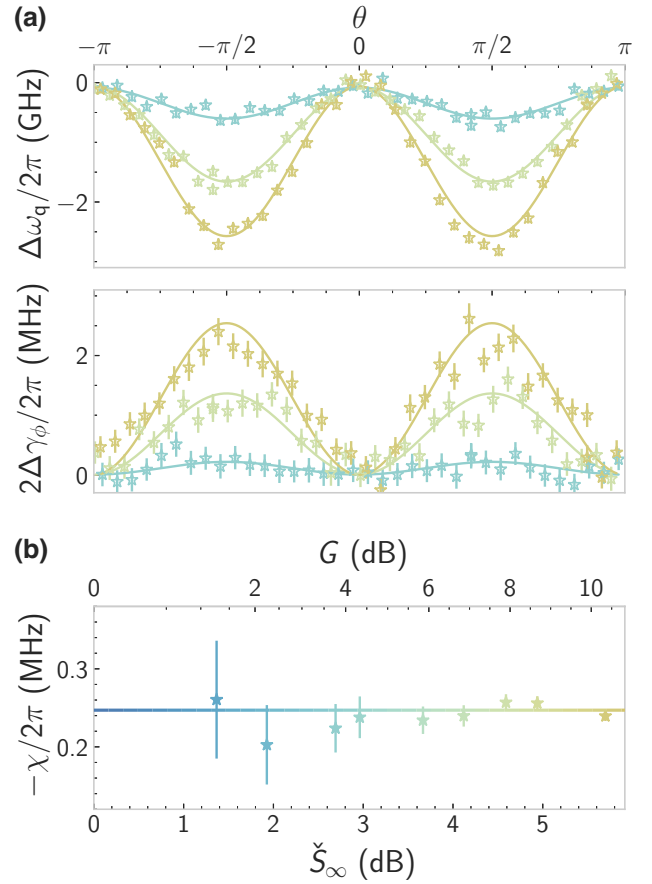 (a)
θ
−π −π/2 0 π/2 π
Δω_q/2π (GHz)
0
−2
2Δγ_ϕ/2π (MHz)
2
0
(b)
G (dB)
0 2 4 6 8 10
−χ/2π (MHz)
0.3
0.2
0 1 2 3 4 5
Š_∞ (dB)